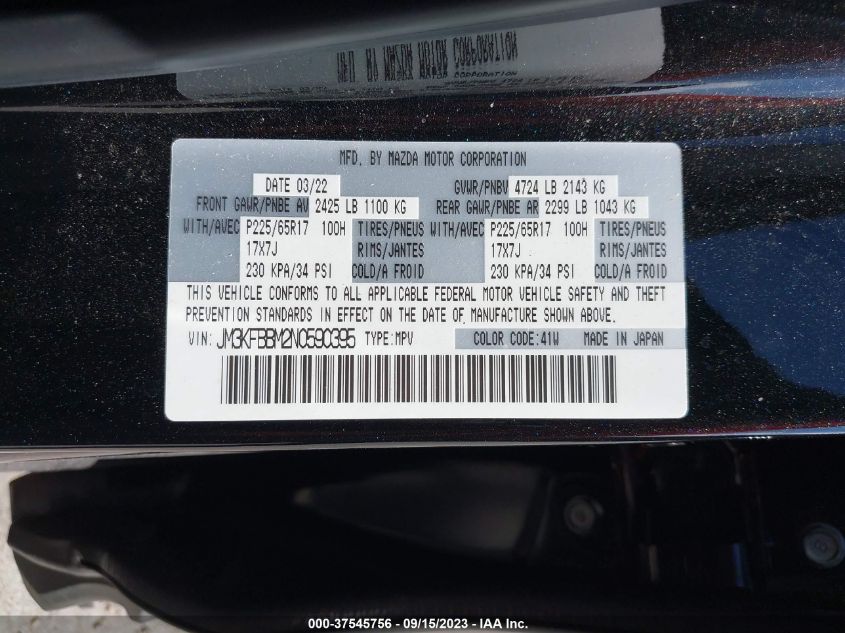 MFD. BY MAZDA MOTOR CORPORATION
DATE 03/22 GVWR/PNBV 4724 LB 2143 KG
FRONT GAWR/PNBE AV 2425 LB 1100 KG REAR GAWR/PNBE AR 2299 LB 1043 KG
WITH/AVEC P225/65R17 100H TIRES/PNEUS WITH/AVEC P225/65R17 100H TIRES/PNEUS
17X7J RIMS/JANTES 17X7J RIMS/JANTES
230 KPA/34 PSI COLD/A FROID 230 KPA/34 PSI COLD/A FROID
THIS VEHICLE CONFORMS TO ALL APPLICABLE FEDERAL MOTOR VEHICLE SAFETY AND THEFT
PREVENTION STANDARDS IN EFFECT ON THE DATE OF MANUFACTURE SHOWN ABOVE.
VIN: JM3KFBBM2N0590395 TYPE: MPV COLOR CODE: 41W MADE IN JAPAN
000-37545756 - 09/15/2023 - IAA Inc.